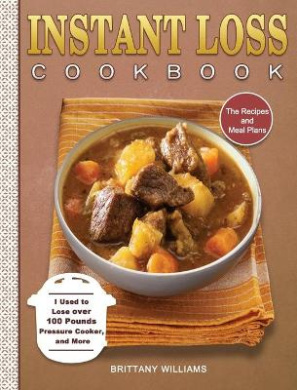 INSTANT LOSS
COOKBOOK
The Recipes
and
Meal Plans
I Used to
Lose over
100 Pounds
Pressure Cooker,
and More
BRITTANY WILLIAMS